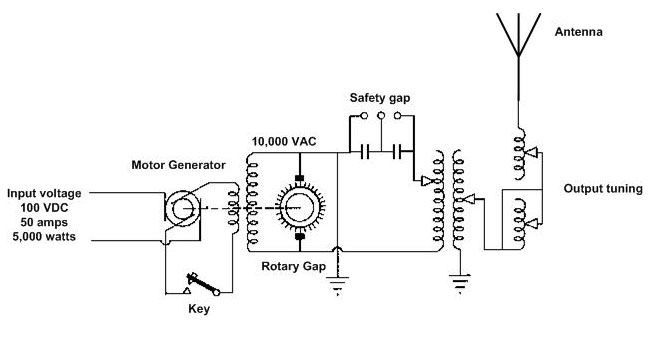 Antenna
Safety gap
10,000 VAC
Motor Generator
Input voltage
100 VDC
50 amps
5,000 watts
Output tuning
Rotary Gap
Key